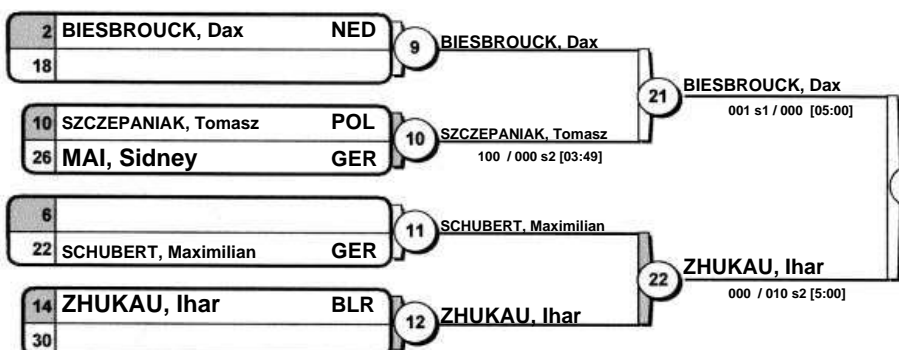 2 BIESBROUCK, Dax NED
18
9
BIESBROUCK, Dax
10 SZCZEPANIAK, Tomasz POL
26 MAI, Sidney GER
10
SZCZEPANIAK, Tomasz
100 / 000 s2 [03:49]
21
BIESBROUCK, Dax
001 s1 / 000 [05:00]
6
22 SCHUBERT, Maximilian GER
11
SCHUBERT, Maximilian
14 ZHUKAU, Ihar BLR
30
12
ZHUKAU, Ihar
22
ZHUKAU, Ihar
000 / 010 s2 [5:00]